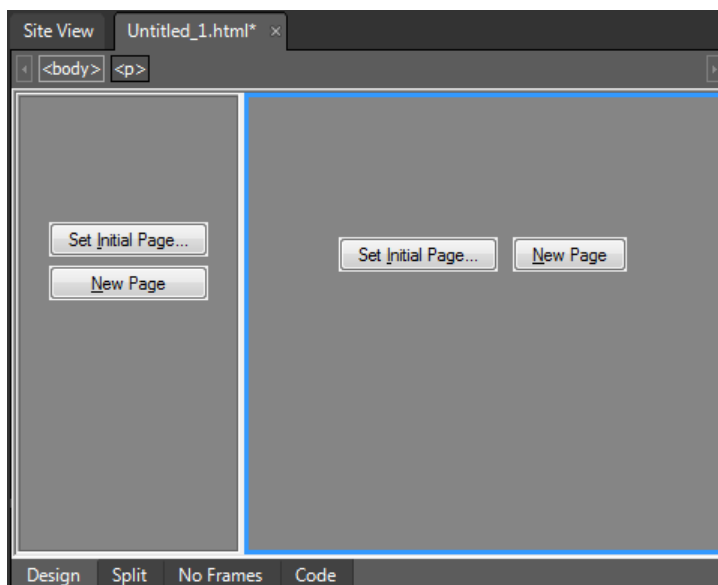 Site View Untitled_1.html* ×
<body> <p>
Set Initial Page...
New Page
Set Initial Page... New Page
Design Split No Frames Code